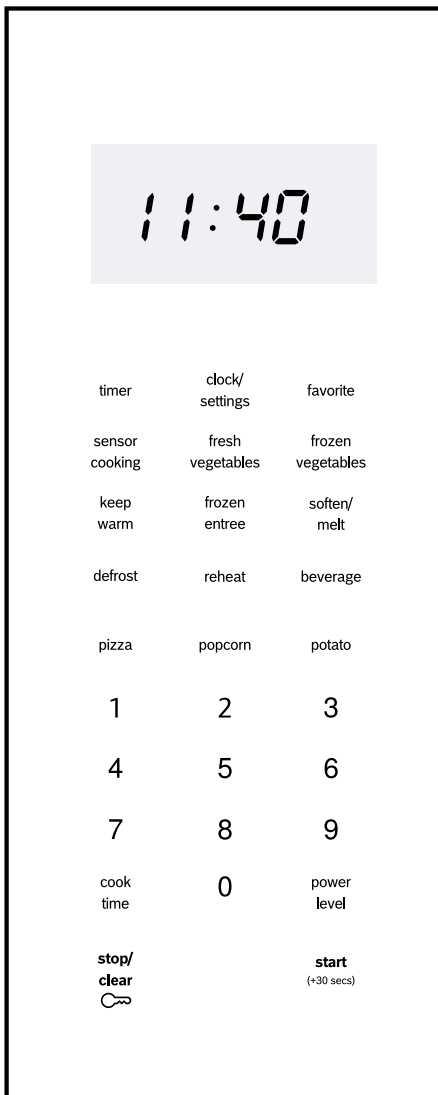 11:40
timer
clock/
settings
favorite
sensor
cooking
fresh
vegetables
frozen
vegetables
keep
warm
frozen
entree
soften/
melt
defrost
reheat
beverage
pizza
popcorn
potato
1 2 3
4 5 6
7 8 9
cook
time
0
power
level
stop/
clear
start
(+30 secs)